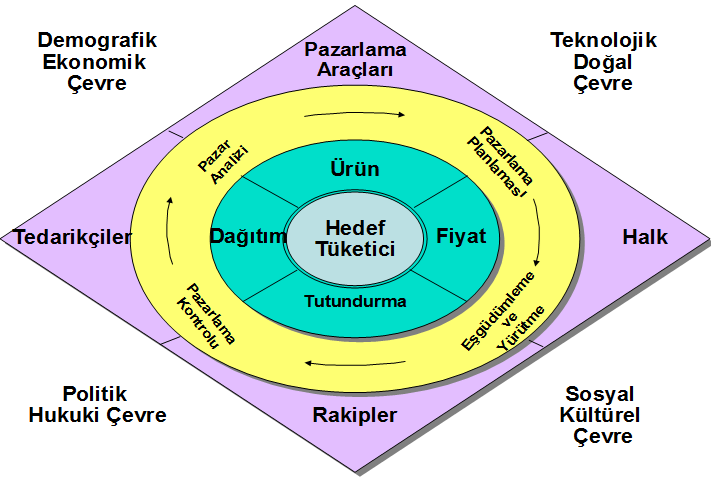 Demografik
Ekonomik
Çevre
Pazarlama
Araçları
Teknolojik
Doğal
Çevre
Pazar
Analizi
Pazarlama
Planlaması
Ürün
Tedarikçiler
Dağıtım
Hedef
Tüketici
Fiyat
Halk
Pazarlama
Kontrolu
Tutundurma
Eşgüdümleme
ve
Yürütme
Politik
Hukuki Çevre
Rakipler
Sosyal
Kültürel
Çevre